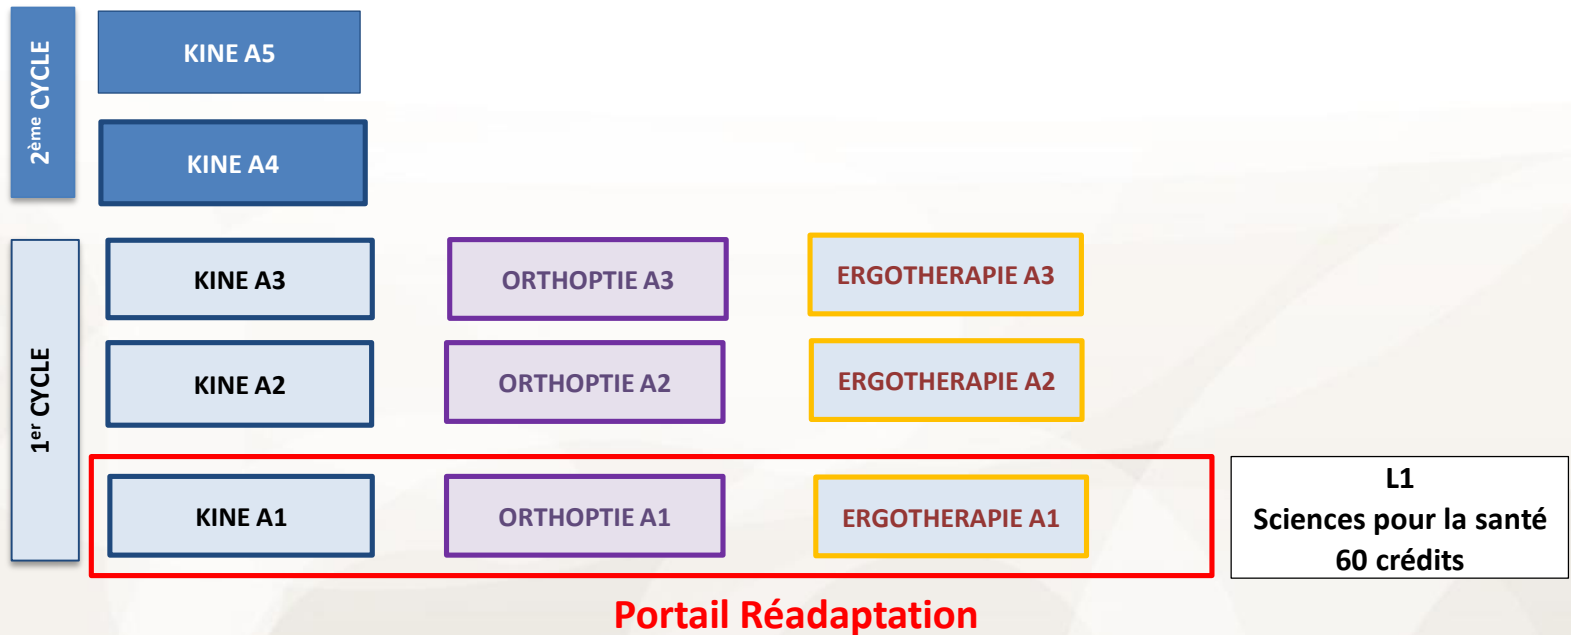 2ème CYCLE
KINE A5
KINE A4
1er CYCLE
KINE A3
ORTHOPTIE A3
ERGOTHERAPIE A3
KINE A2
ORTHOPTIE A2
ERGOTHERAPIE A2
KINE A1
ORTHOPTIE A1
ERGOTHERAPIE A1
L1
Sciences pour la santé
60 crédits
Portail Réadaptation